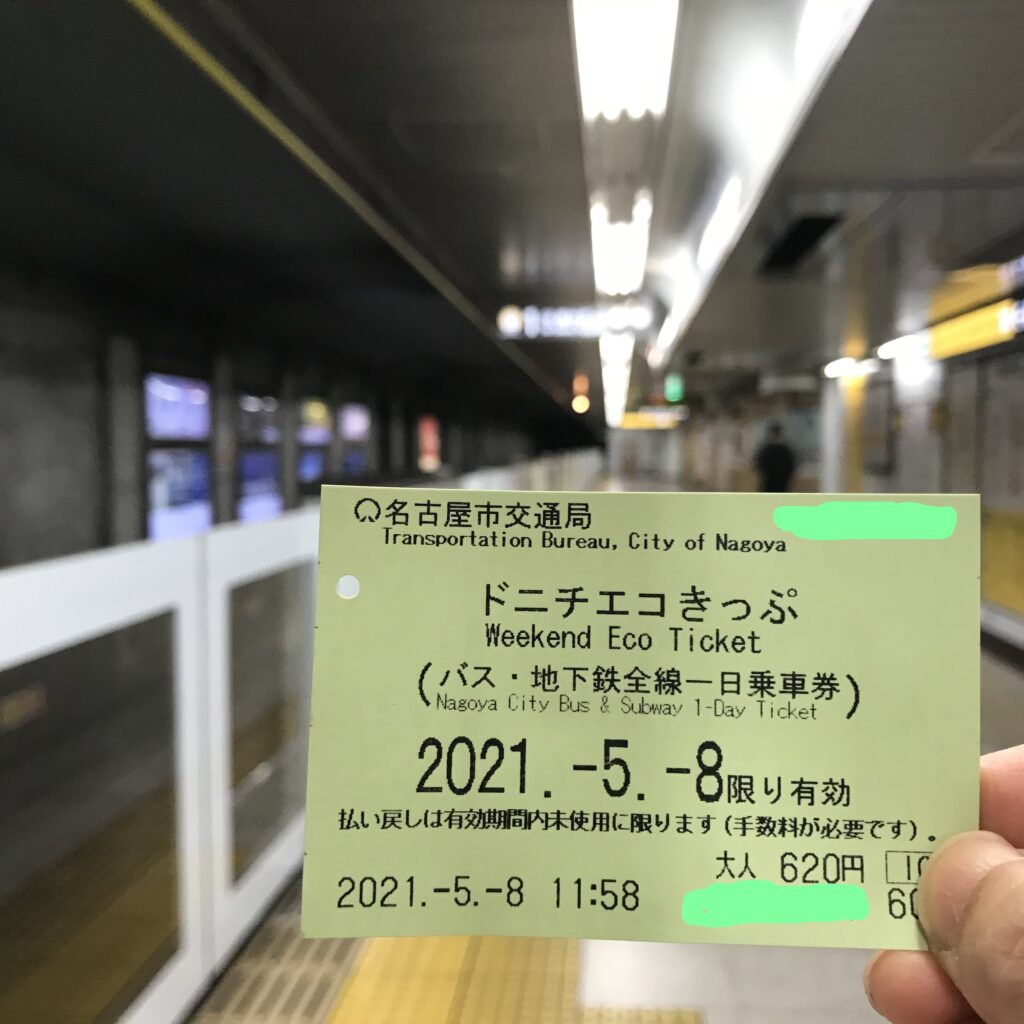 名古屋市交通局
Transportation Bureau, City of Nagoya
ドニチエコきっぷ
Weekend Eco Ticket
(バス・地下鉄全線一日乗車券)
Nagoya City Bus & Subway 1-Day Ticket
2021.-5.-8限り有効
払い戻しは有効期間内未使用に限ります(手数料が必要です)。
大人 620円
2021.-5.-8 11:58